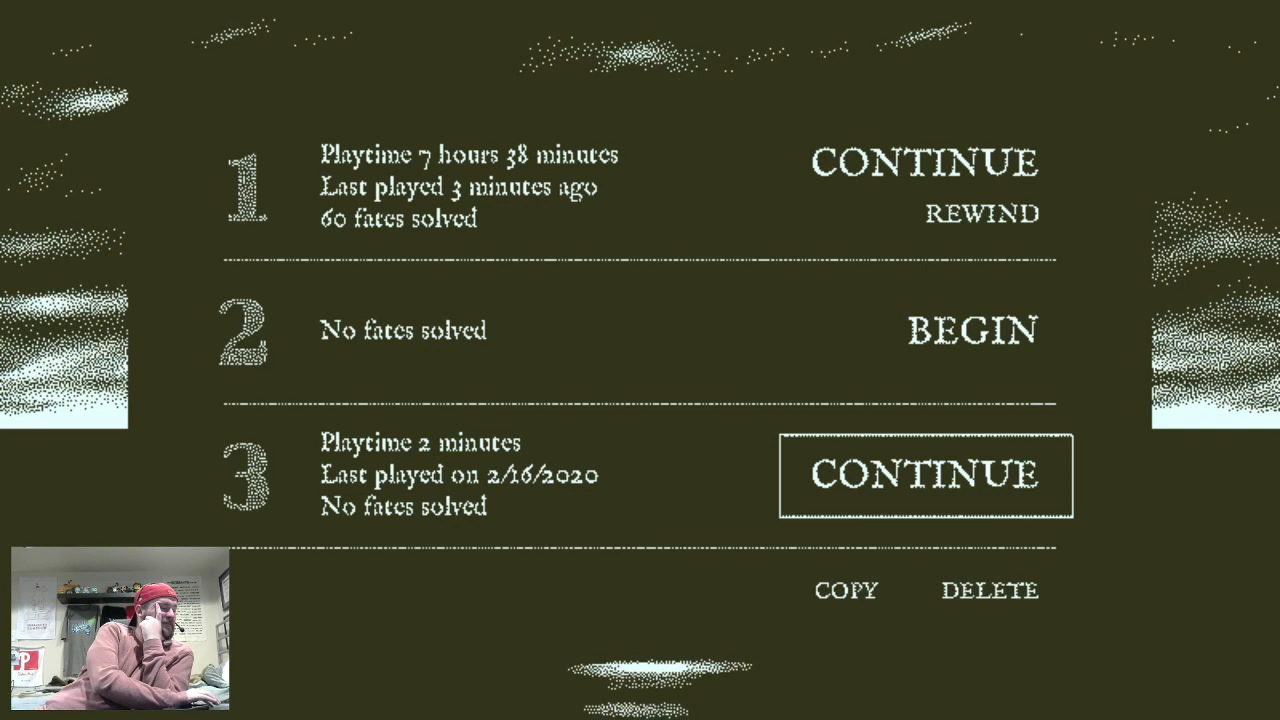 1
Playtime 7 hours 38 minutes
Last played 3 minutes ago
60 fates solved
CONTINUE
REWIND
2
No fates solved
BEGIN
3
Playtime 2 minutes
Last played on 2/16/2020
No fates solved
CONTINUE
COPY
DELETE